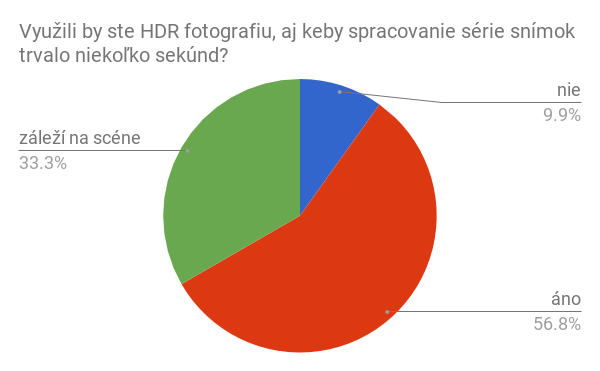 Využili by ste HDR fotografiu, aj keby spracovanie série snímok
trvalo niekoľko sekúnd?
nie
9.9%
záleží na scéne
33.3%
áno
56.8%